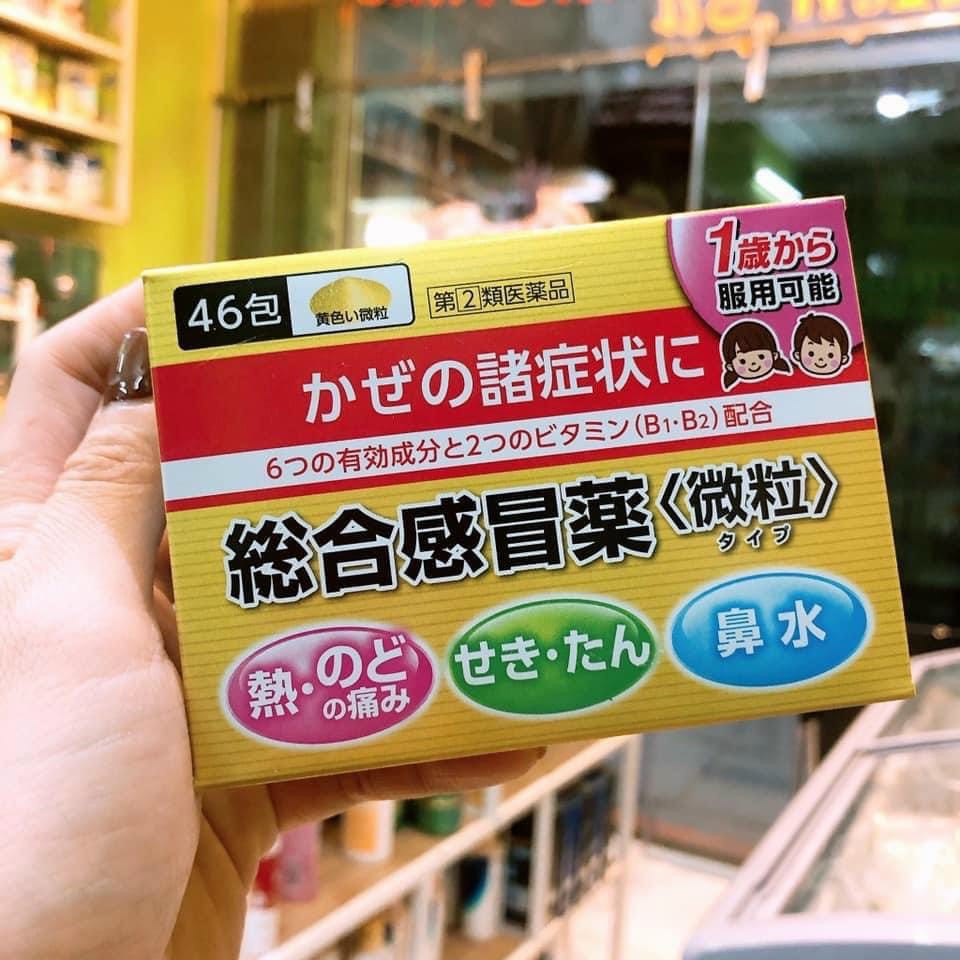 46包
黄色い微粒
第②類医薬品
1歳から
服用可能
かぜの諸症状に
6つの有効成分と2つのビタミン(B1・B2)配合
総合感冒薬〈微粒〉
タイプ
熱・のど
の痛み
せき・たん
鼻水